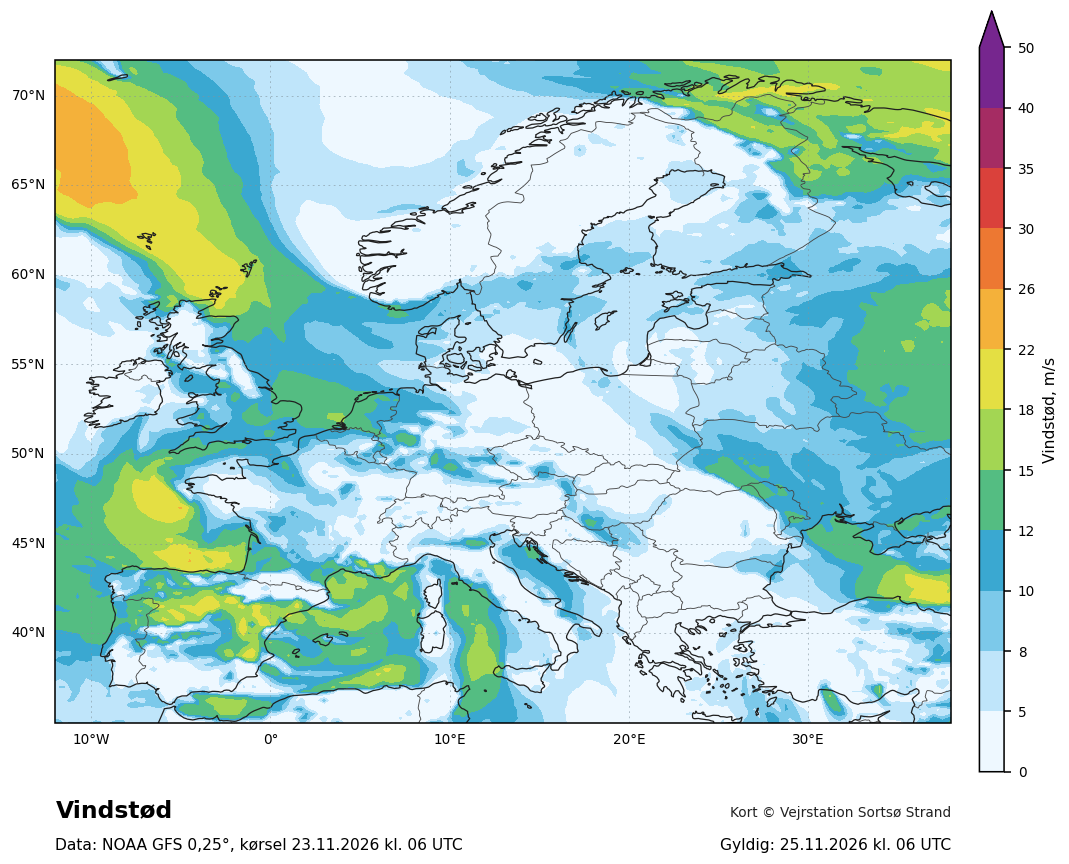 50
40
35
30
26
22
18
15
12
10
8
5
0
Vindstød, m/s
70°N
65°N
60°N
55°N
50°N
45°N
40°N
10°W
0°
10°E
20°E
30°E
Vindstød
Kort © Vejrstation Sortsø Strand
Data: NOAA GFS 0,25°, kørsel 23.11.2026 kl. 06 UTC
Gyldig: 25.11.2026 kl. 06 UTC